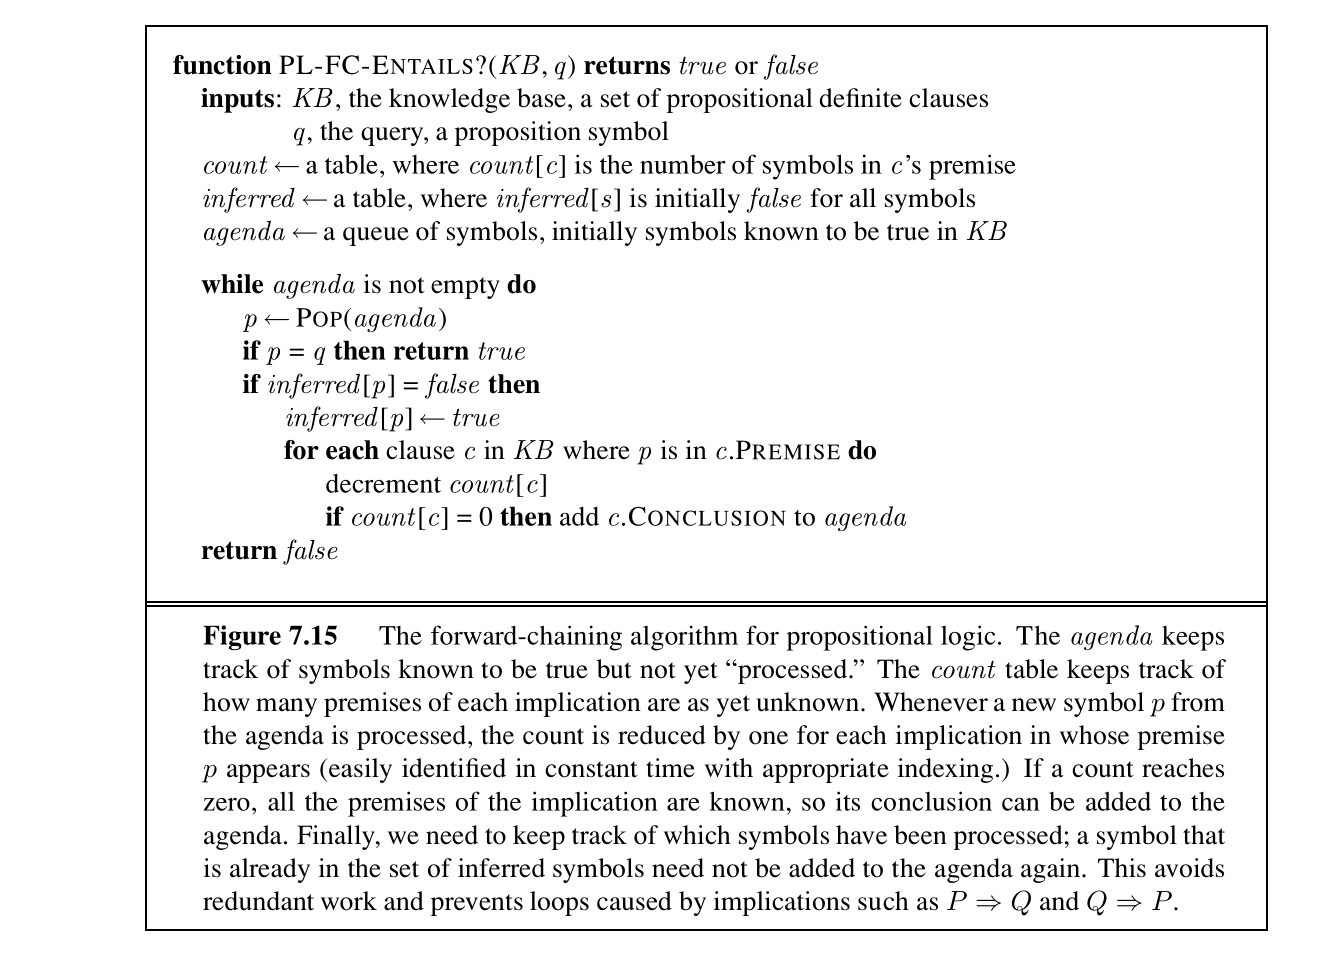 function PL-FC-ENTAILS?(KB, q) returns true or false
inputs: KB, the knowledge base, a set of propositional definite clauses
q, the query, a proposition symbol
count ← a table, where count[c] is the number of symbols in c's premise
inferred ← a table, where inferred[s] is initially false for all symbols
agenda ← a queue of symbols, initially symbols known to be true in KB
while agenda is not empty do
p ← POP(agenda)
if p = q then return true
if inferred[p] = false then
inferred[p] ← true
for each clause c in KB where p is in c.PREMISE do
decrement count[c]
if count[c] = 0 then add c.CONCLUSION to agenda
return false
Figure 7.15 The forward-chaining algorithm for propositional logic. The agenda keeps
track of symbols known to be true but not yet “processed.” The count table keeps track of
how many premises of each implication are as yet unknown. Whenever a new symbol p from
the agenda is processed, the count is reduced by one for each implication in whose premise
p appears (easily identified in constant time with appropriate indexing.) If a count reaches
zero, all the premises of the implication are known, so its conclusion can be added to the
agenda. Finally, we need to keep track of which symbols have been processed; a symbol that
is already in the set of inferred symbols need not be added to the agenda again. This avoids
redundant work and prevents loops caused by implications such as P ⇒ Q and Q ⇒ P.